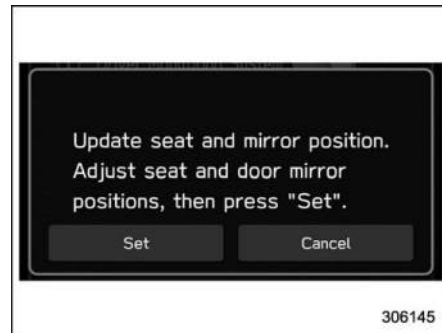 Update seat and mirror position.
Adjust seat and door mirror
positions, then press "Set".
Set
Cancel
306145